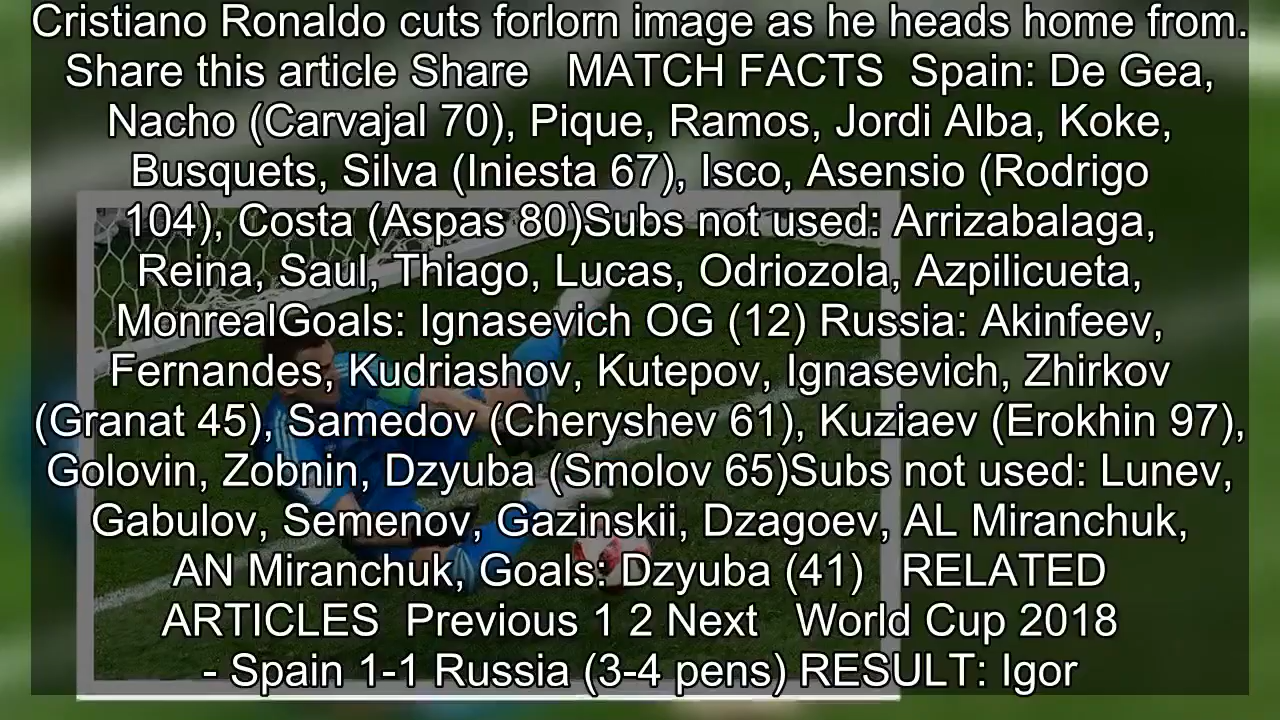 Cristiano Ronaldo cuts forlorn image as he heads home from.
Share this article Share   MATCH FACTS  Spain: De Gea,
Nacho (Carvajal 70), Pique, Ramos, Jordi Alba, Koke,
Busquets, Silva (Iniesta 67), Isco, Asensio (Rodrigo
104), Costa (Aspas 80)Subs not used: Arrizabalaga,
Reina, Saul, Thiago, Lucas, Odriozola, Azpilicueta,
MonrealGoals: Ignasevich OG (12) Russia: Akinfeev,
Fernandes, Kudriashov, Kutepov, Ignasevich, Zhirkov
(Granat 45), Samedov (Cheryshev 61), Kuziaev (Erokhin 97),
Golovin, Zobnin, Dzyuba (Smolov 65)Subs not used: Lunev,
Gabulov, Semenov, Gazinskii, Dzagoev, AL Miranchuk,
AN Miranchuk, Goals: Dzyuba (41)   RELATED
ARTICLES  Previous 1 2 Next   World Cup 2018
- Spain 1-1 Russia (3-4 pens) RESULT: Igor